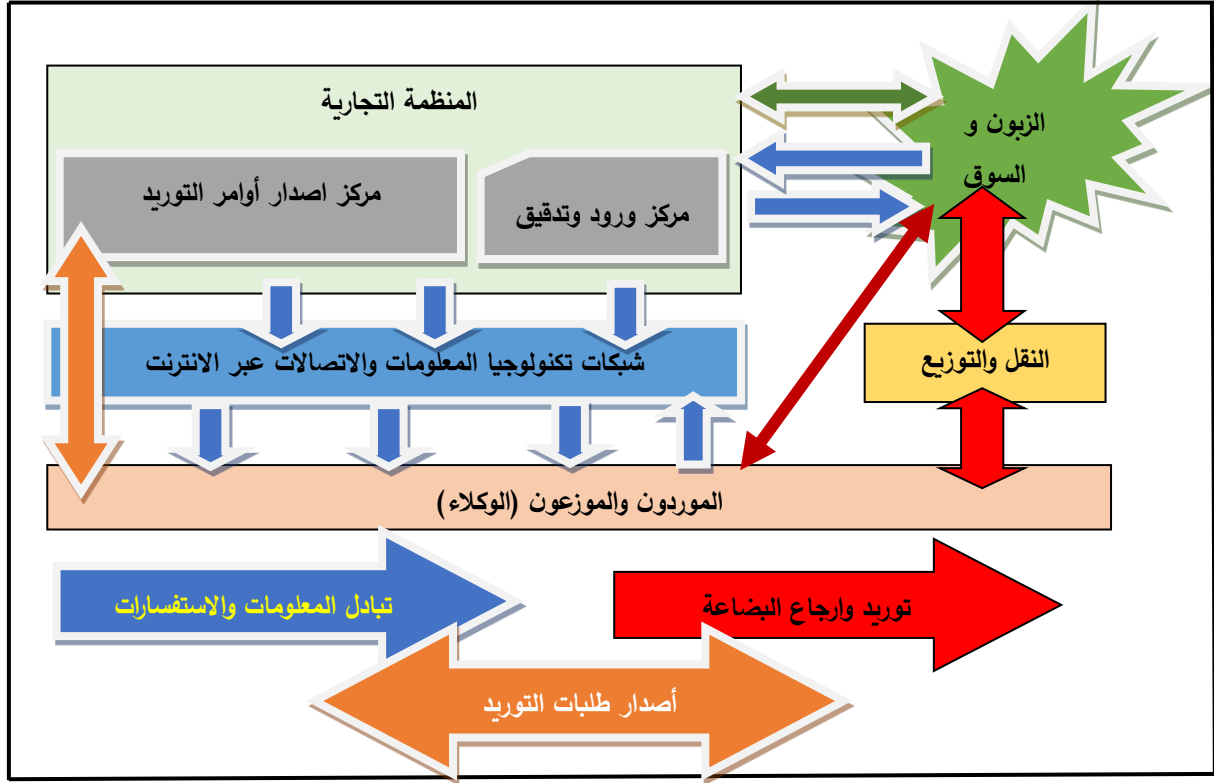 المنظمة التجارية
الزبون و
السوق
مركز ورود وتدقيق
مركز اصدار أوامر التوريد
شبكات تكنولوجيا المعلومات والاتصالات عبر الانترنت
النقل والتوزيع
الموردون والموزعون (الوكلاء)
تبادل المعلومات والاستفسارات
توريد وارجاع البضاعة
أصدار طلبات التوريد